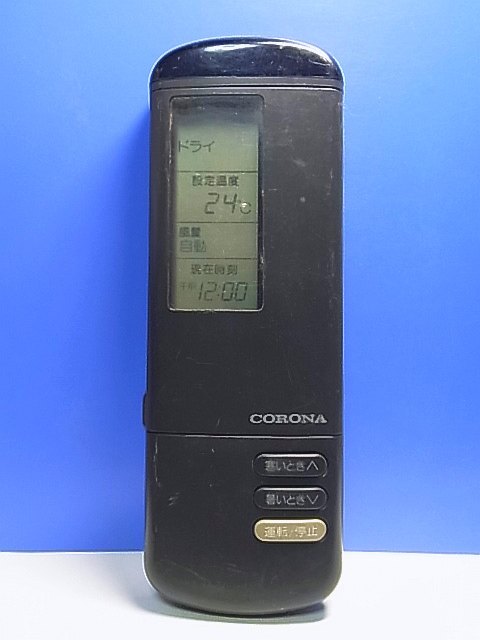 ドライ
設定温度
24℃
風量
自動
現在時刻
午前 12:00
CORONA
寒いとき∧
暑いとき∨
運転/停止